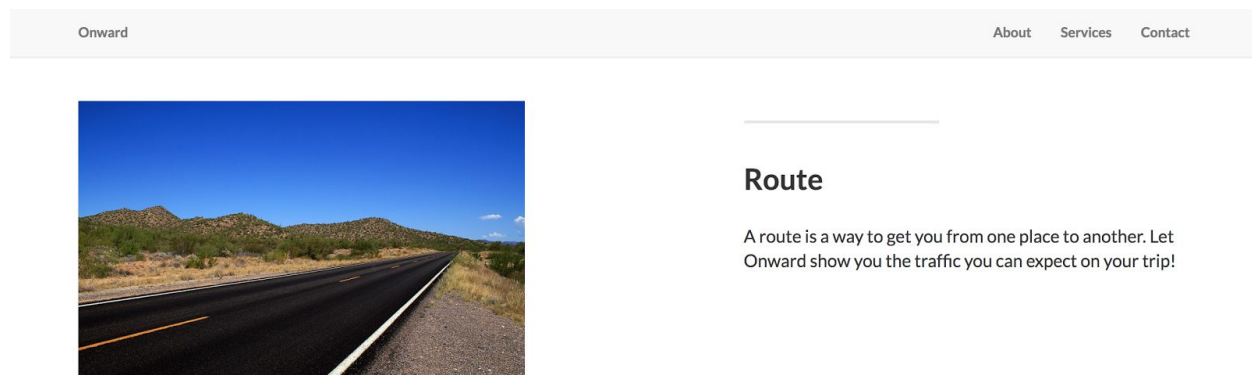 Onward
About Services Contact
Route
A route is a way to get you from one place to another. Let
Onward show you the traffic you can expect on your trip!